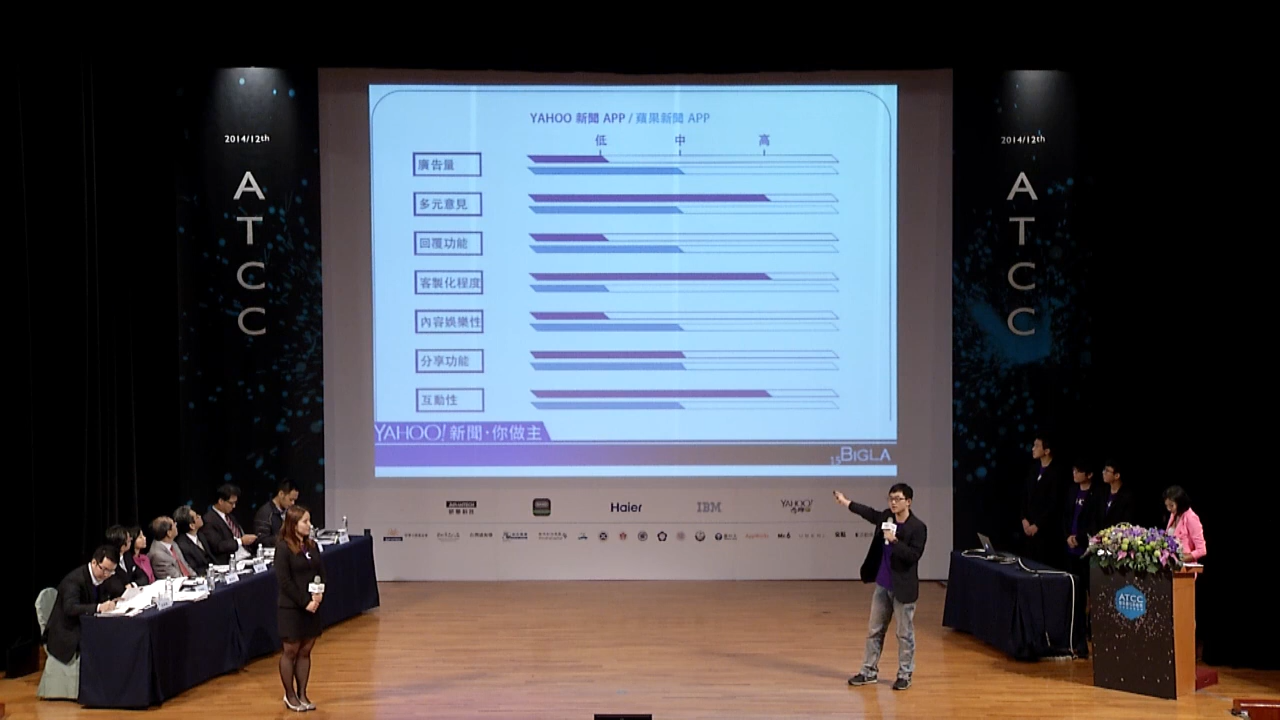 2014/12th
ATCC
YAHOO 新聞 APP / 蘋果新聞 APP
低 中 高
廣告量
多元意見
回覆功能
客製化程度
內容娛樂性
分享功能
互動性
YAHOO! 新聞・你做主
15 BIGLA
2014/12th
ATCC
Haier
IBM
YAHOO!
ATCC